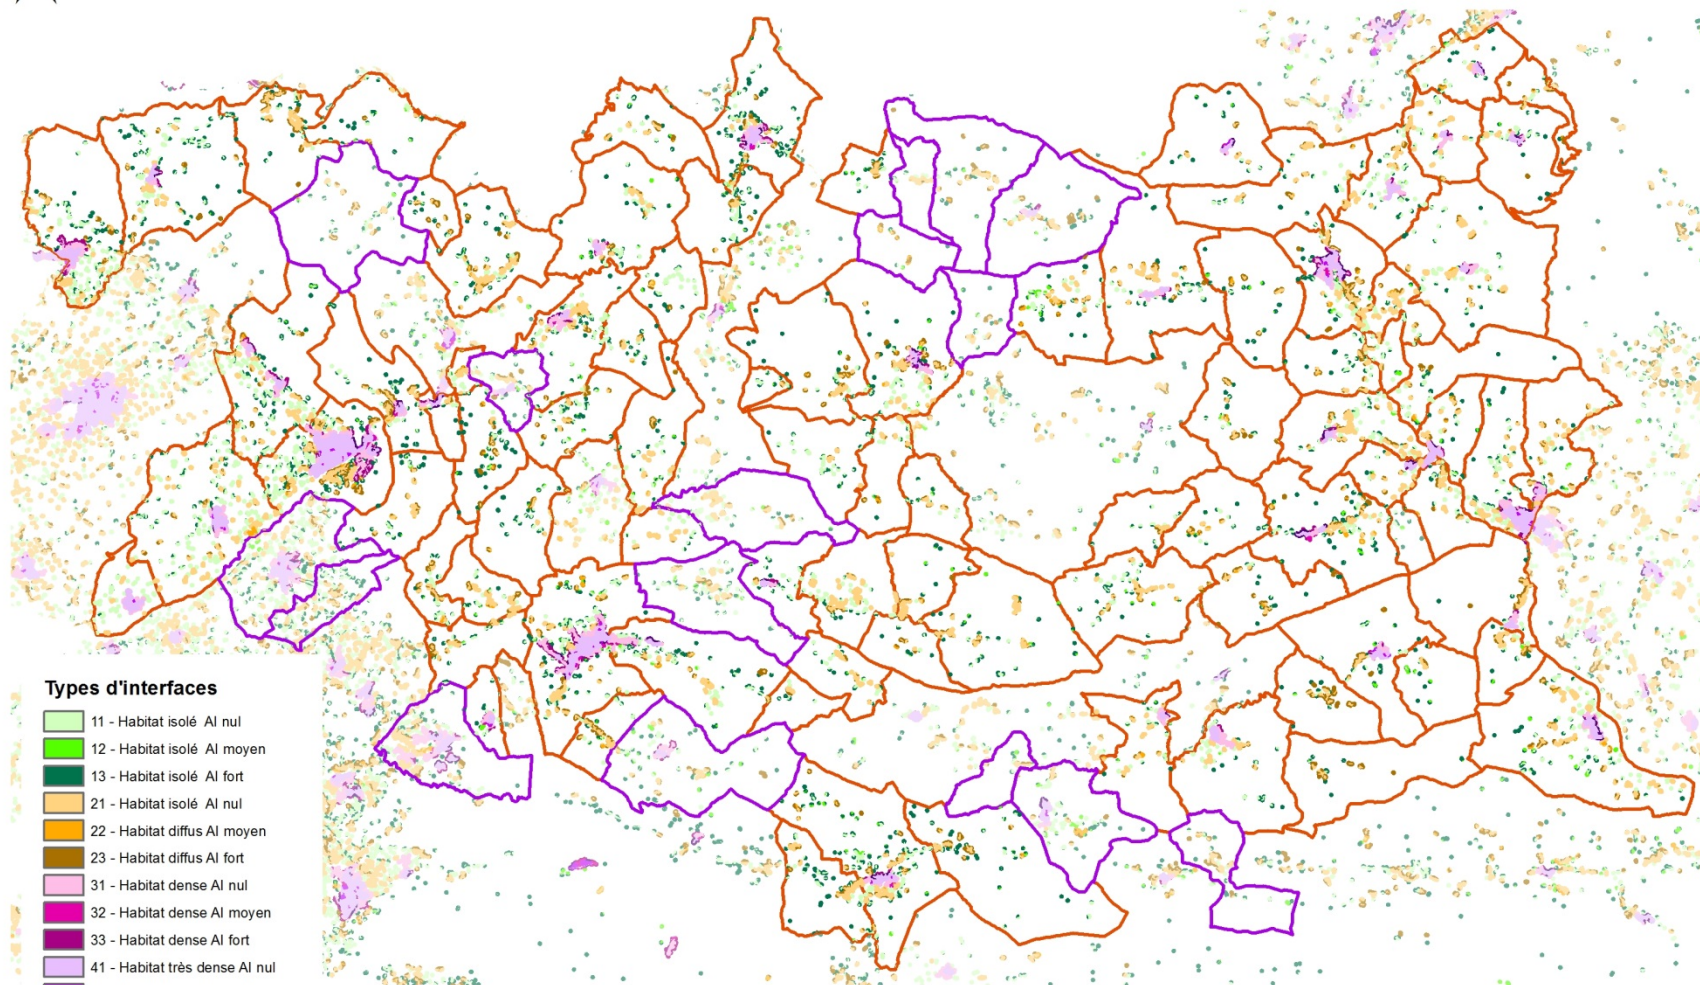 Types d'interfaces
11 - Habitat isolé AI nul
12 - Habitat isolé AI moyen
13 - Habitat isolé AI fort
21 - Habitat isolé AI nul
22 - Habitat diffus AI moyen
23 - Habitat diffus AI fort
31 - Habitat dense AI nul
32 - Habitat dense AI moyen
33 - Habitat dense AI fort
41 - Habitat très dense AI nul